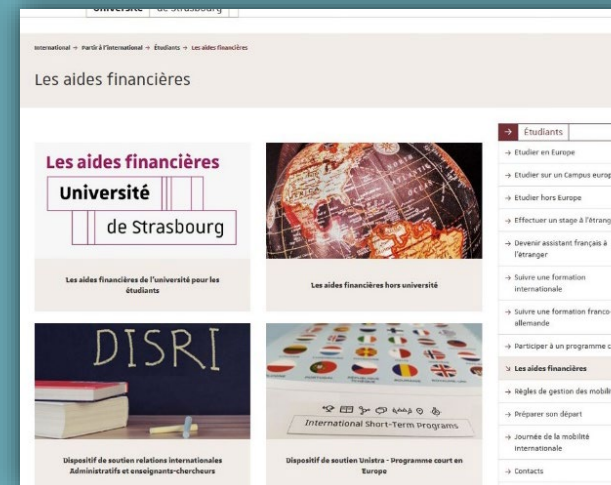 Université de Strasbourg
International → Partir à l'international → Étudiants → Les aides financières
Les aides financières
Les aides financières
Université
de Strasbourg
Les aides financières de l'université pour les
étudiants
Les aides financières hors université
DISRI
Dispositif de soutien relations internationales
Administratifs et enseignants-chercheurs
International Short-Term Programs
Dispositif de soutien Unistra - Programme court en
Europe
→ Étudiants
→ Etudier en Europe
→ Etudier sur un Campus europ
→ Etudier hors Europe
→ Effectuer un stage à l'étrang
→ Devenir assistant français à
l'étranger
→ Suivre une formation
internationale
→ Suivre une formation franco
allemande
→ Participer à un programme c
↘ Les aides financières
→ Règles de gestion des mobili
→ Préparer son départ
→ Journée de la mobilité
internationale
→ Contacts